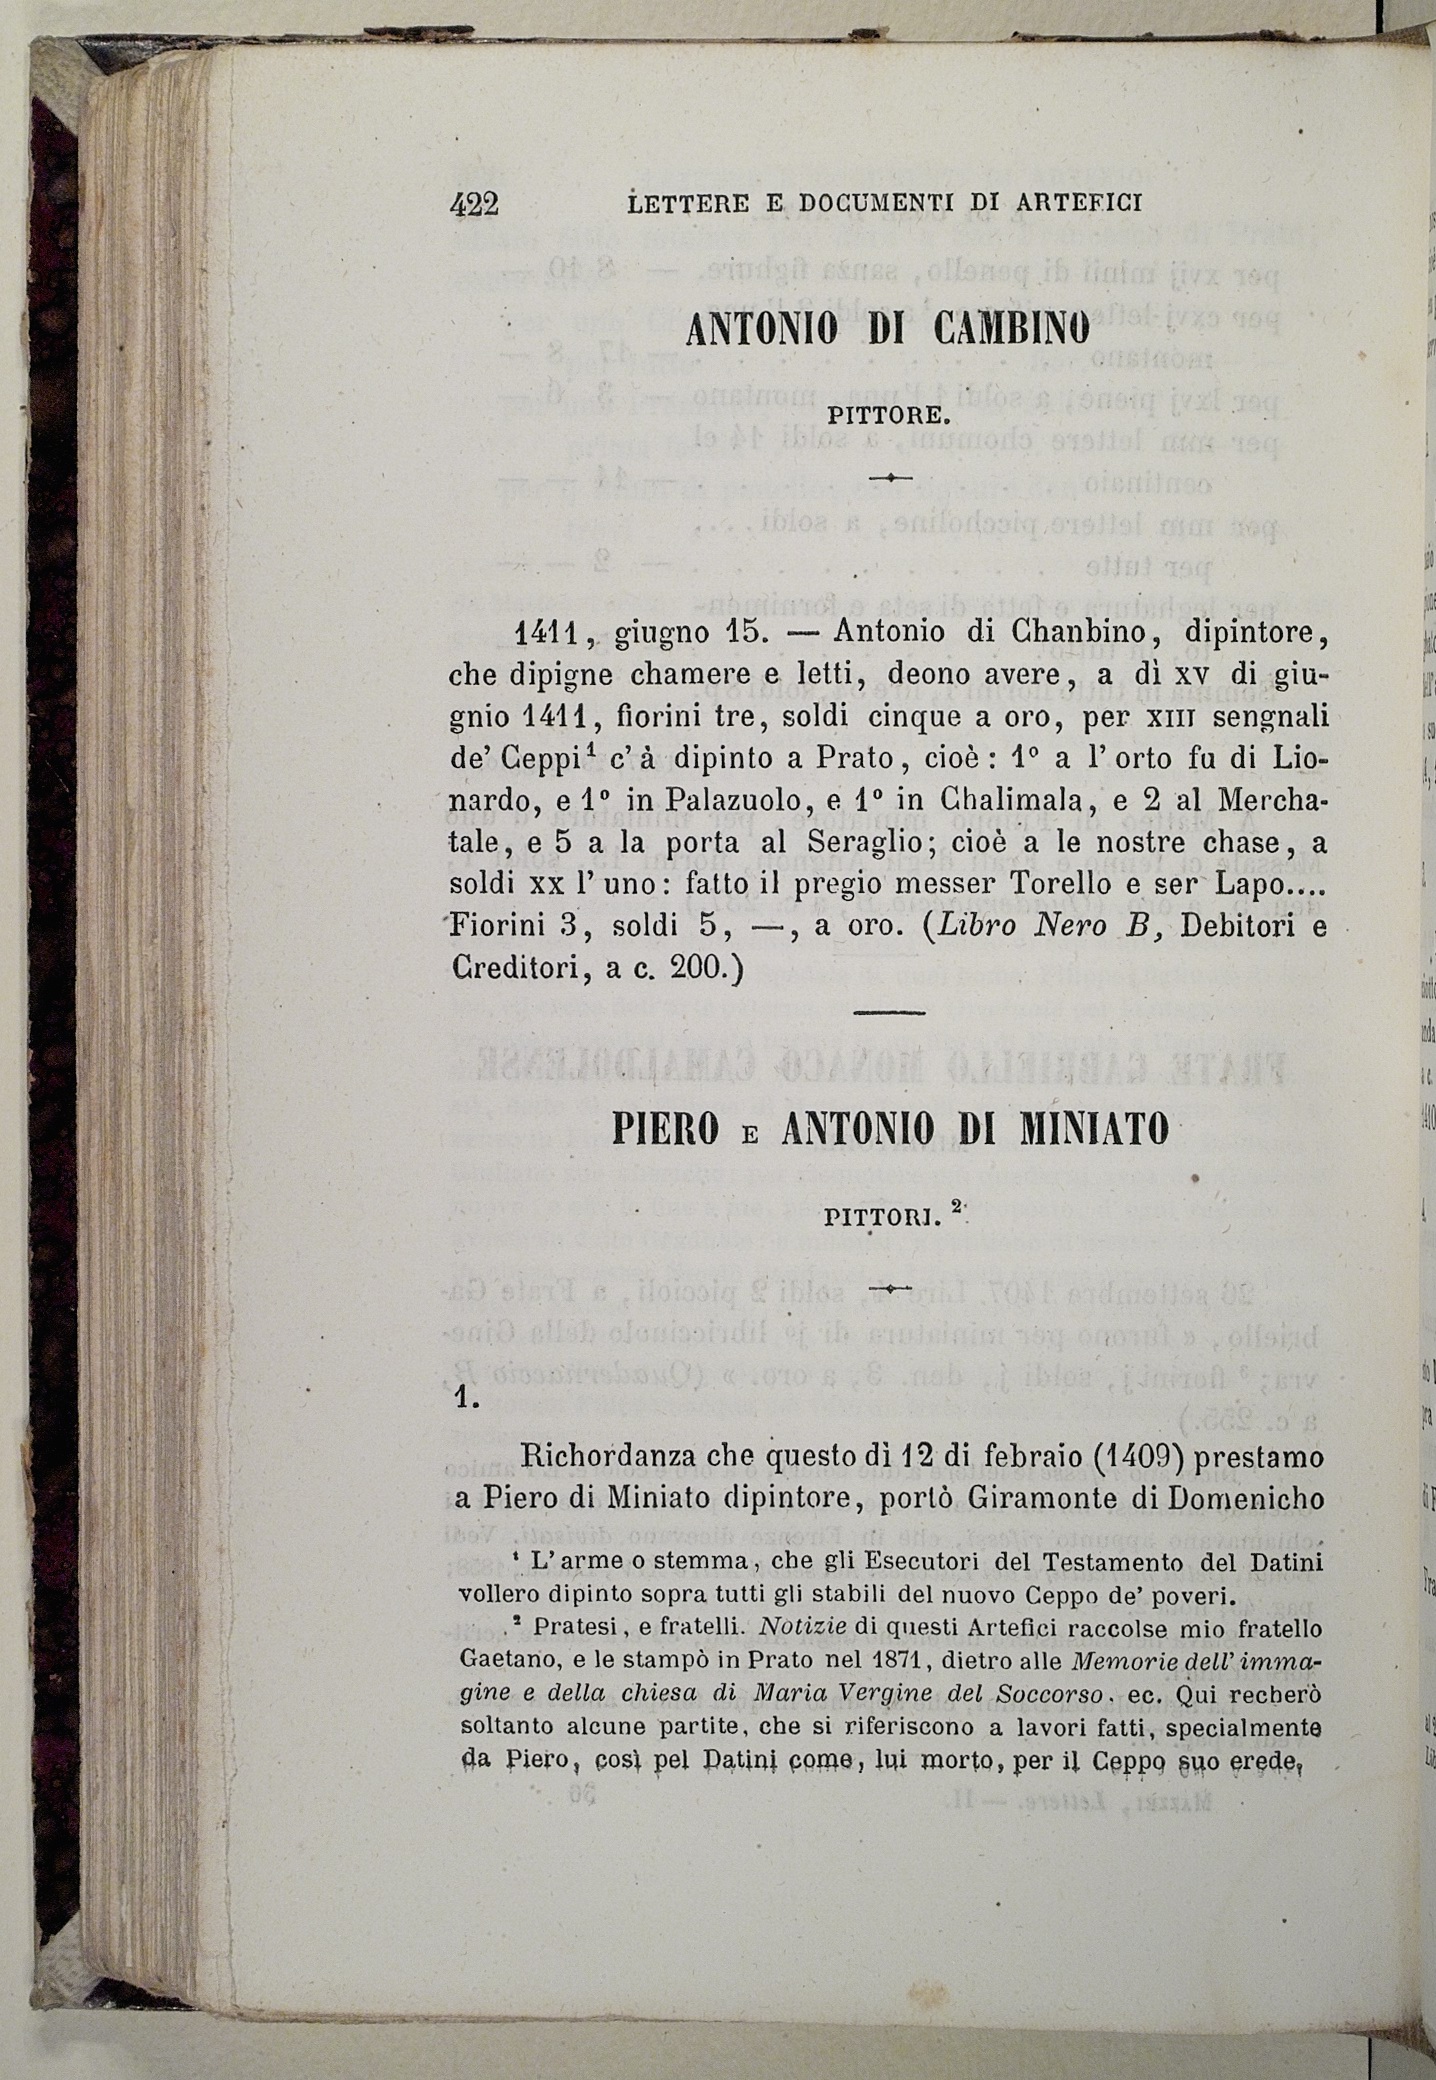 422 LETTERE E DOCUMENTI DI ARTEFICI
ANTONIO DI CAMBINO
PITTORE.
1411, giugno 15. — Antonio di Chanbino, dipintore,
che dipigne chamere e letti, deono avere, a dì xv di giu-
gnio 1411, fiorini tre, soldi cinque a oro, per XIII sengnali
de' Ceppi¹ c' à dipinto a Prato, cioè: 1º a l' orto fu di Lio-
nardo, e 1º in Palazuolo, e 1º in Chalimala, e 2 al Mercha-
tale, e 5 a la porta al Seraglio; cioè a le nostre chase, a
soldi xx l' uno: fatto il pregio messer Torello e ser Lapo....
Fiorini 3, soldi 5, —, a oro. (Libro Nero B, Debitori e
Creditori, a c. 200.)
PIERO E ANTONIO DI MINIATO
PITTORI. ²
1.
Richordanza che questo dì 12 di febraio (1409) prestamo
a Piero di Miniato dipintore, portò Giramonte di Domenicho
¹ L' arme o stemma, che gli Esecutori del Testamento del Datini
vollero dipinto sopra tutti gli stabili del nuovo Ceppo de' poveri.
² Pratesi, e fratelli. Notizie di questi Artefici raccolse mio fratello
Gaetano, e le stampò in Prato nel 1871, dietro alle Memorie dell' imma-
gine e della chiesa di Maria Vergine del Soccorso. ec. Qui recherò
soltanto alcune partite, che si riferiscono a lavori fatti, specialmente
da Piero, così pel Datini come, lui morto, per il Ceppo suo erede,